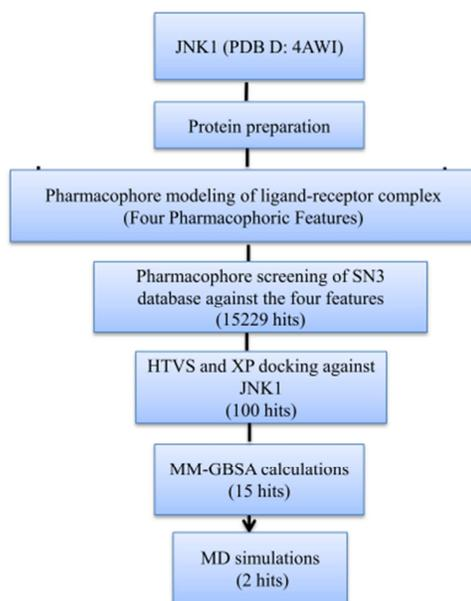 JNK1 (PDB D: 4AWI)
Protein preparation
Pharmacophore modeling of ligand-receptor complex
(Four Pharmacophoric Features)
Pharmacophore screening of SN3
database against the four features
(15229 hits)
HTVS and XP docking against
JNK1
(100 hits)
MM-GBSA calculations
(15 hits)
MD simulations
(2 hits)